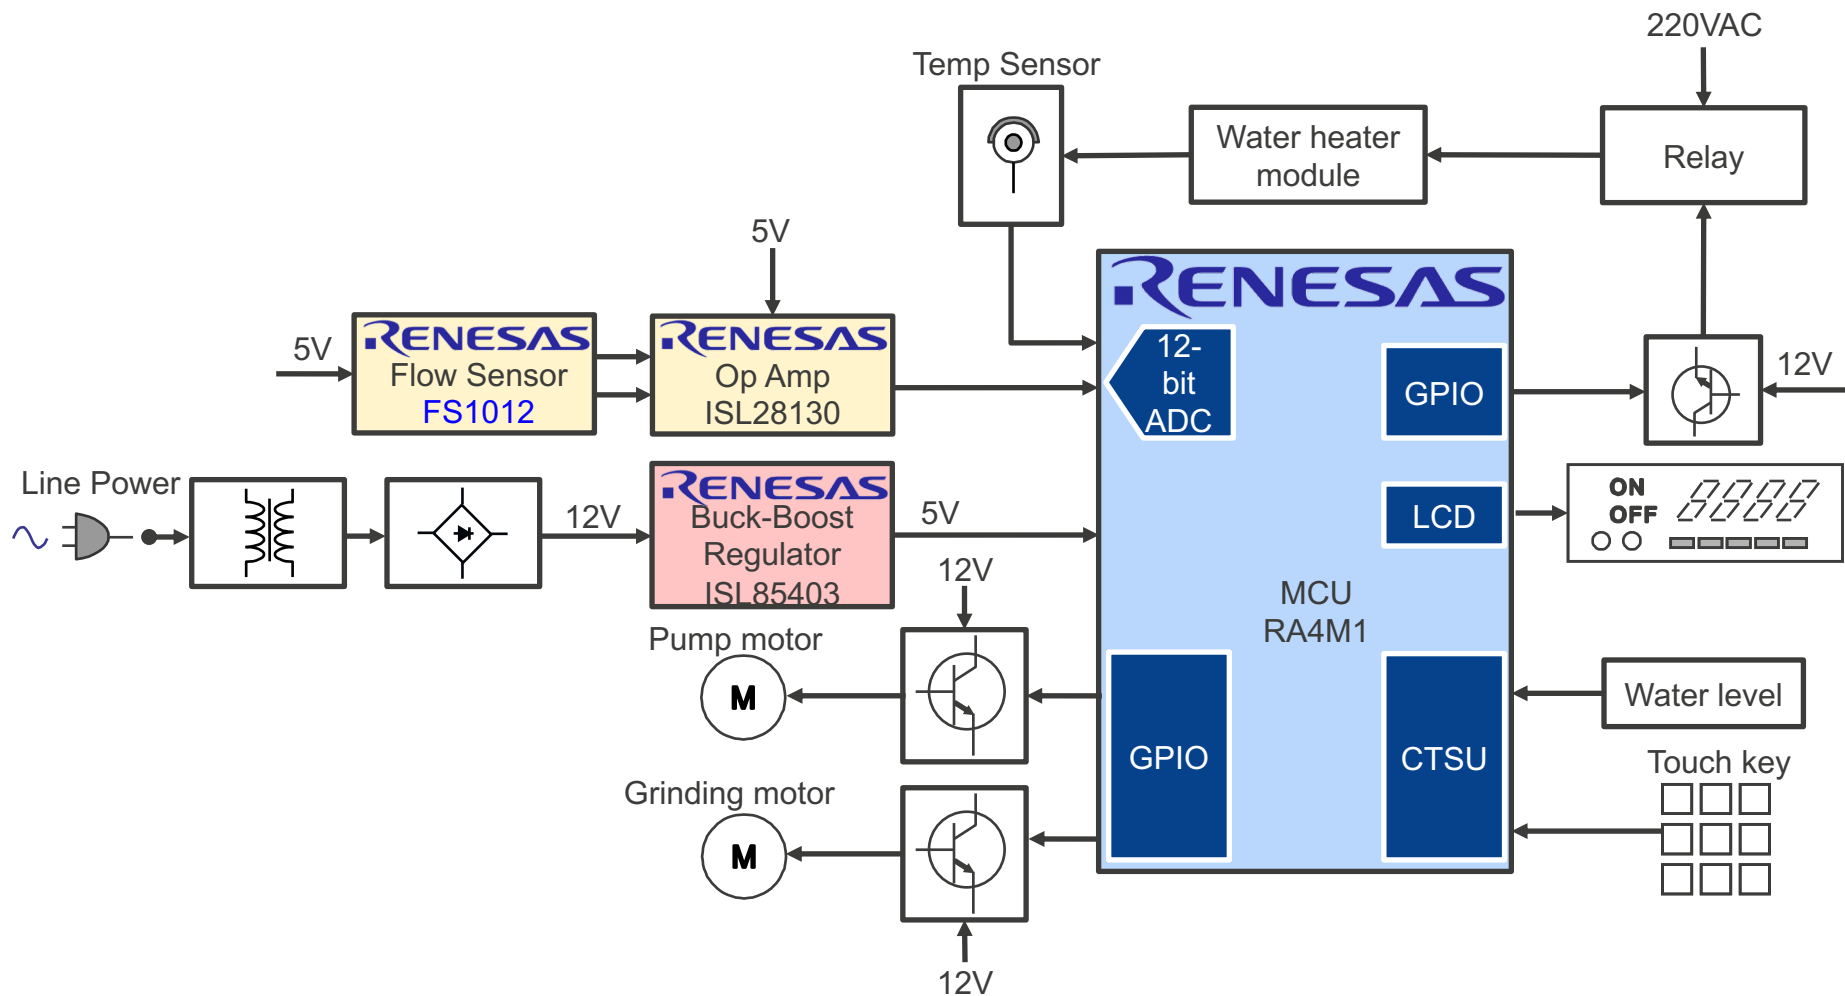 220VAC
Temp Sensor
Water heater
module
Relay
5V
RENESAS
5V
RENESAS
Flow Sensor
FS1012
RENESAS
Op Amp
ISL28130
12-
bit
ADC
GPIO
12V
Line Power
12V
RENESAS
Buck-Boost
Regulator
ISL85403
5V
LCD
ON
OFF
12V
MCU
RA4M1
Pump motor
M
Water level
GPIO
CTSU
Touch key
Grinding motor
M
12V